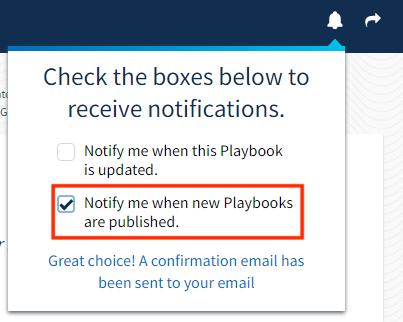 Check the boxes below to
receive notifications.
Notify me when this Playbook
is updated.
Notify me when new Playbooks
are published.
Great choice! A confirmation email has
been sent to your email